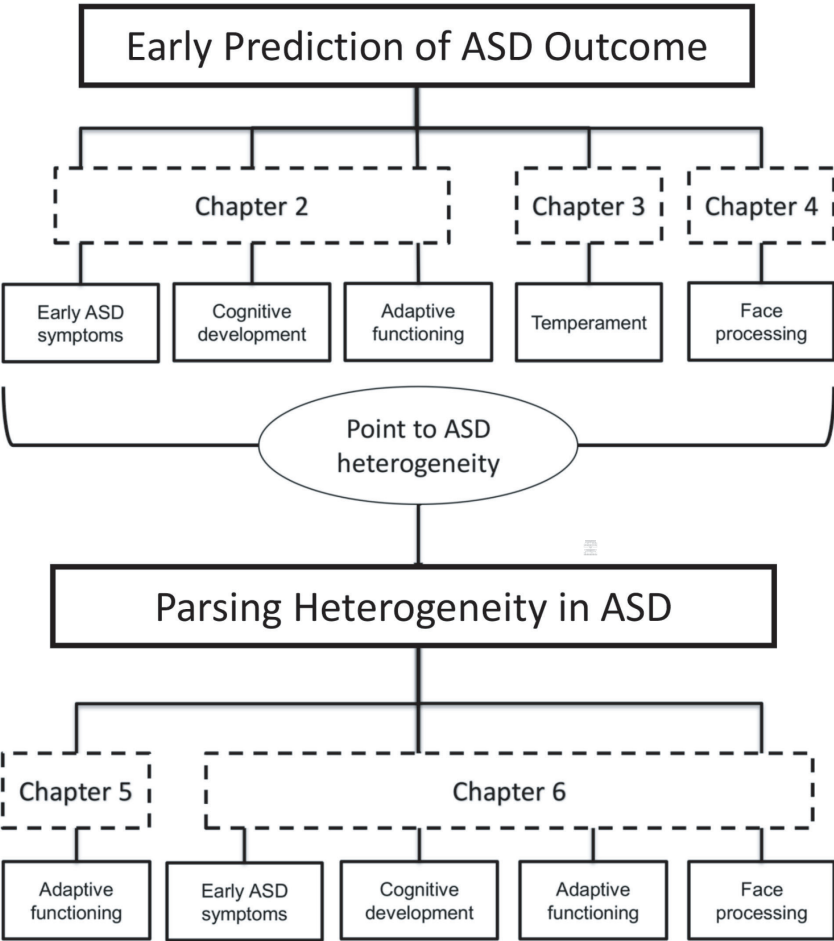 Early Prediction of ASD Outcome
Chapter 2
Chapter 3
Chapter 4
Early ASD
symptoms
Cognitive
development
Adaptive
functioning
Temperament
Face
processing
Point to ASD
heterogeneity
Parsing Heterogeneity in ASD
Chapter 5
Chapter 6
Adaptive
functioning
Early ASD
symptoms
Cognitive
development
Adaptive
functioning
Face
processing